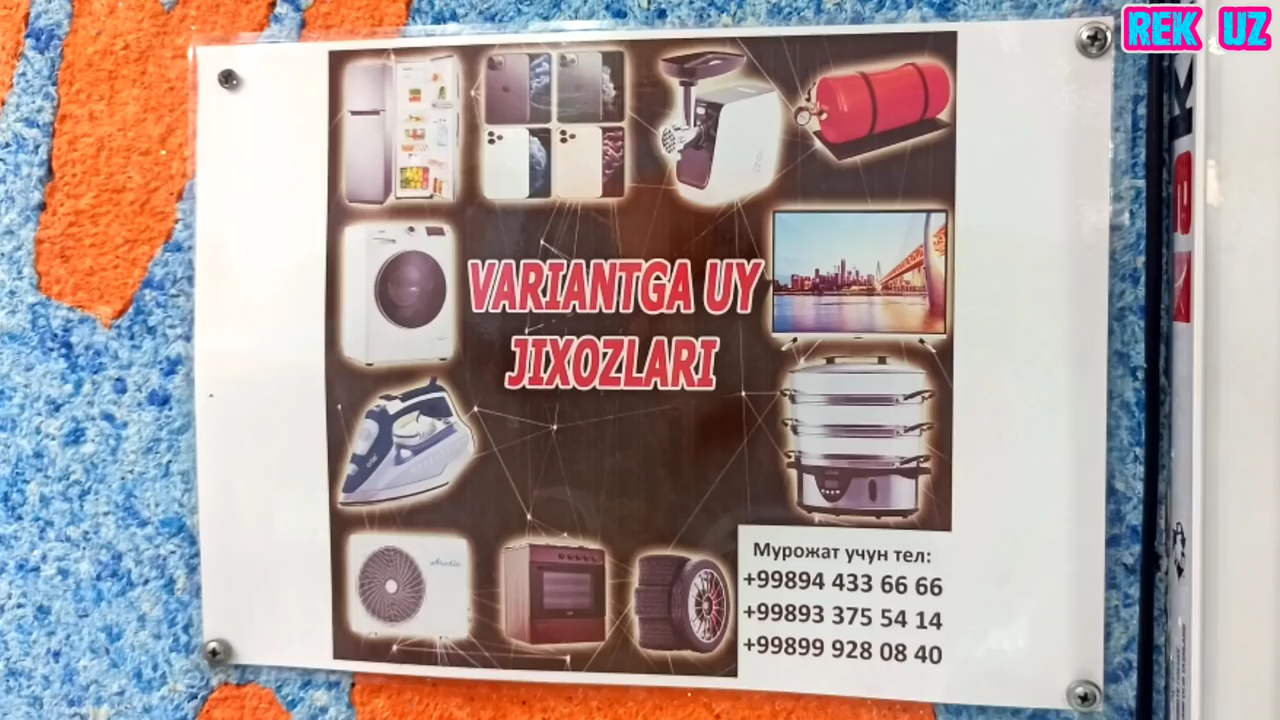 REK UZ
VARIANTGA UY
JIXOZLARI
Arctic
Мурожат учун тел:
+99894 433 66 66
+99893 375 54 14
+99899 928 08 40